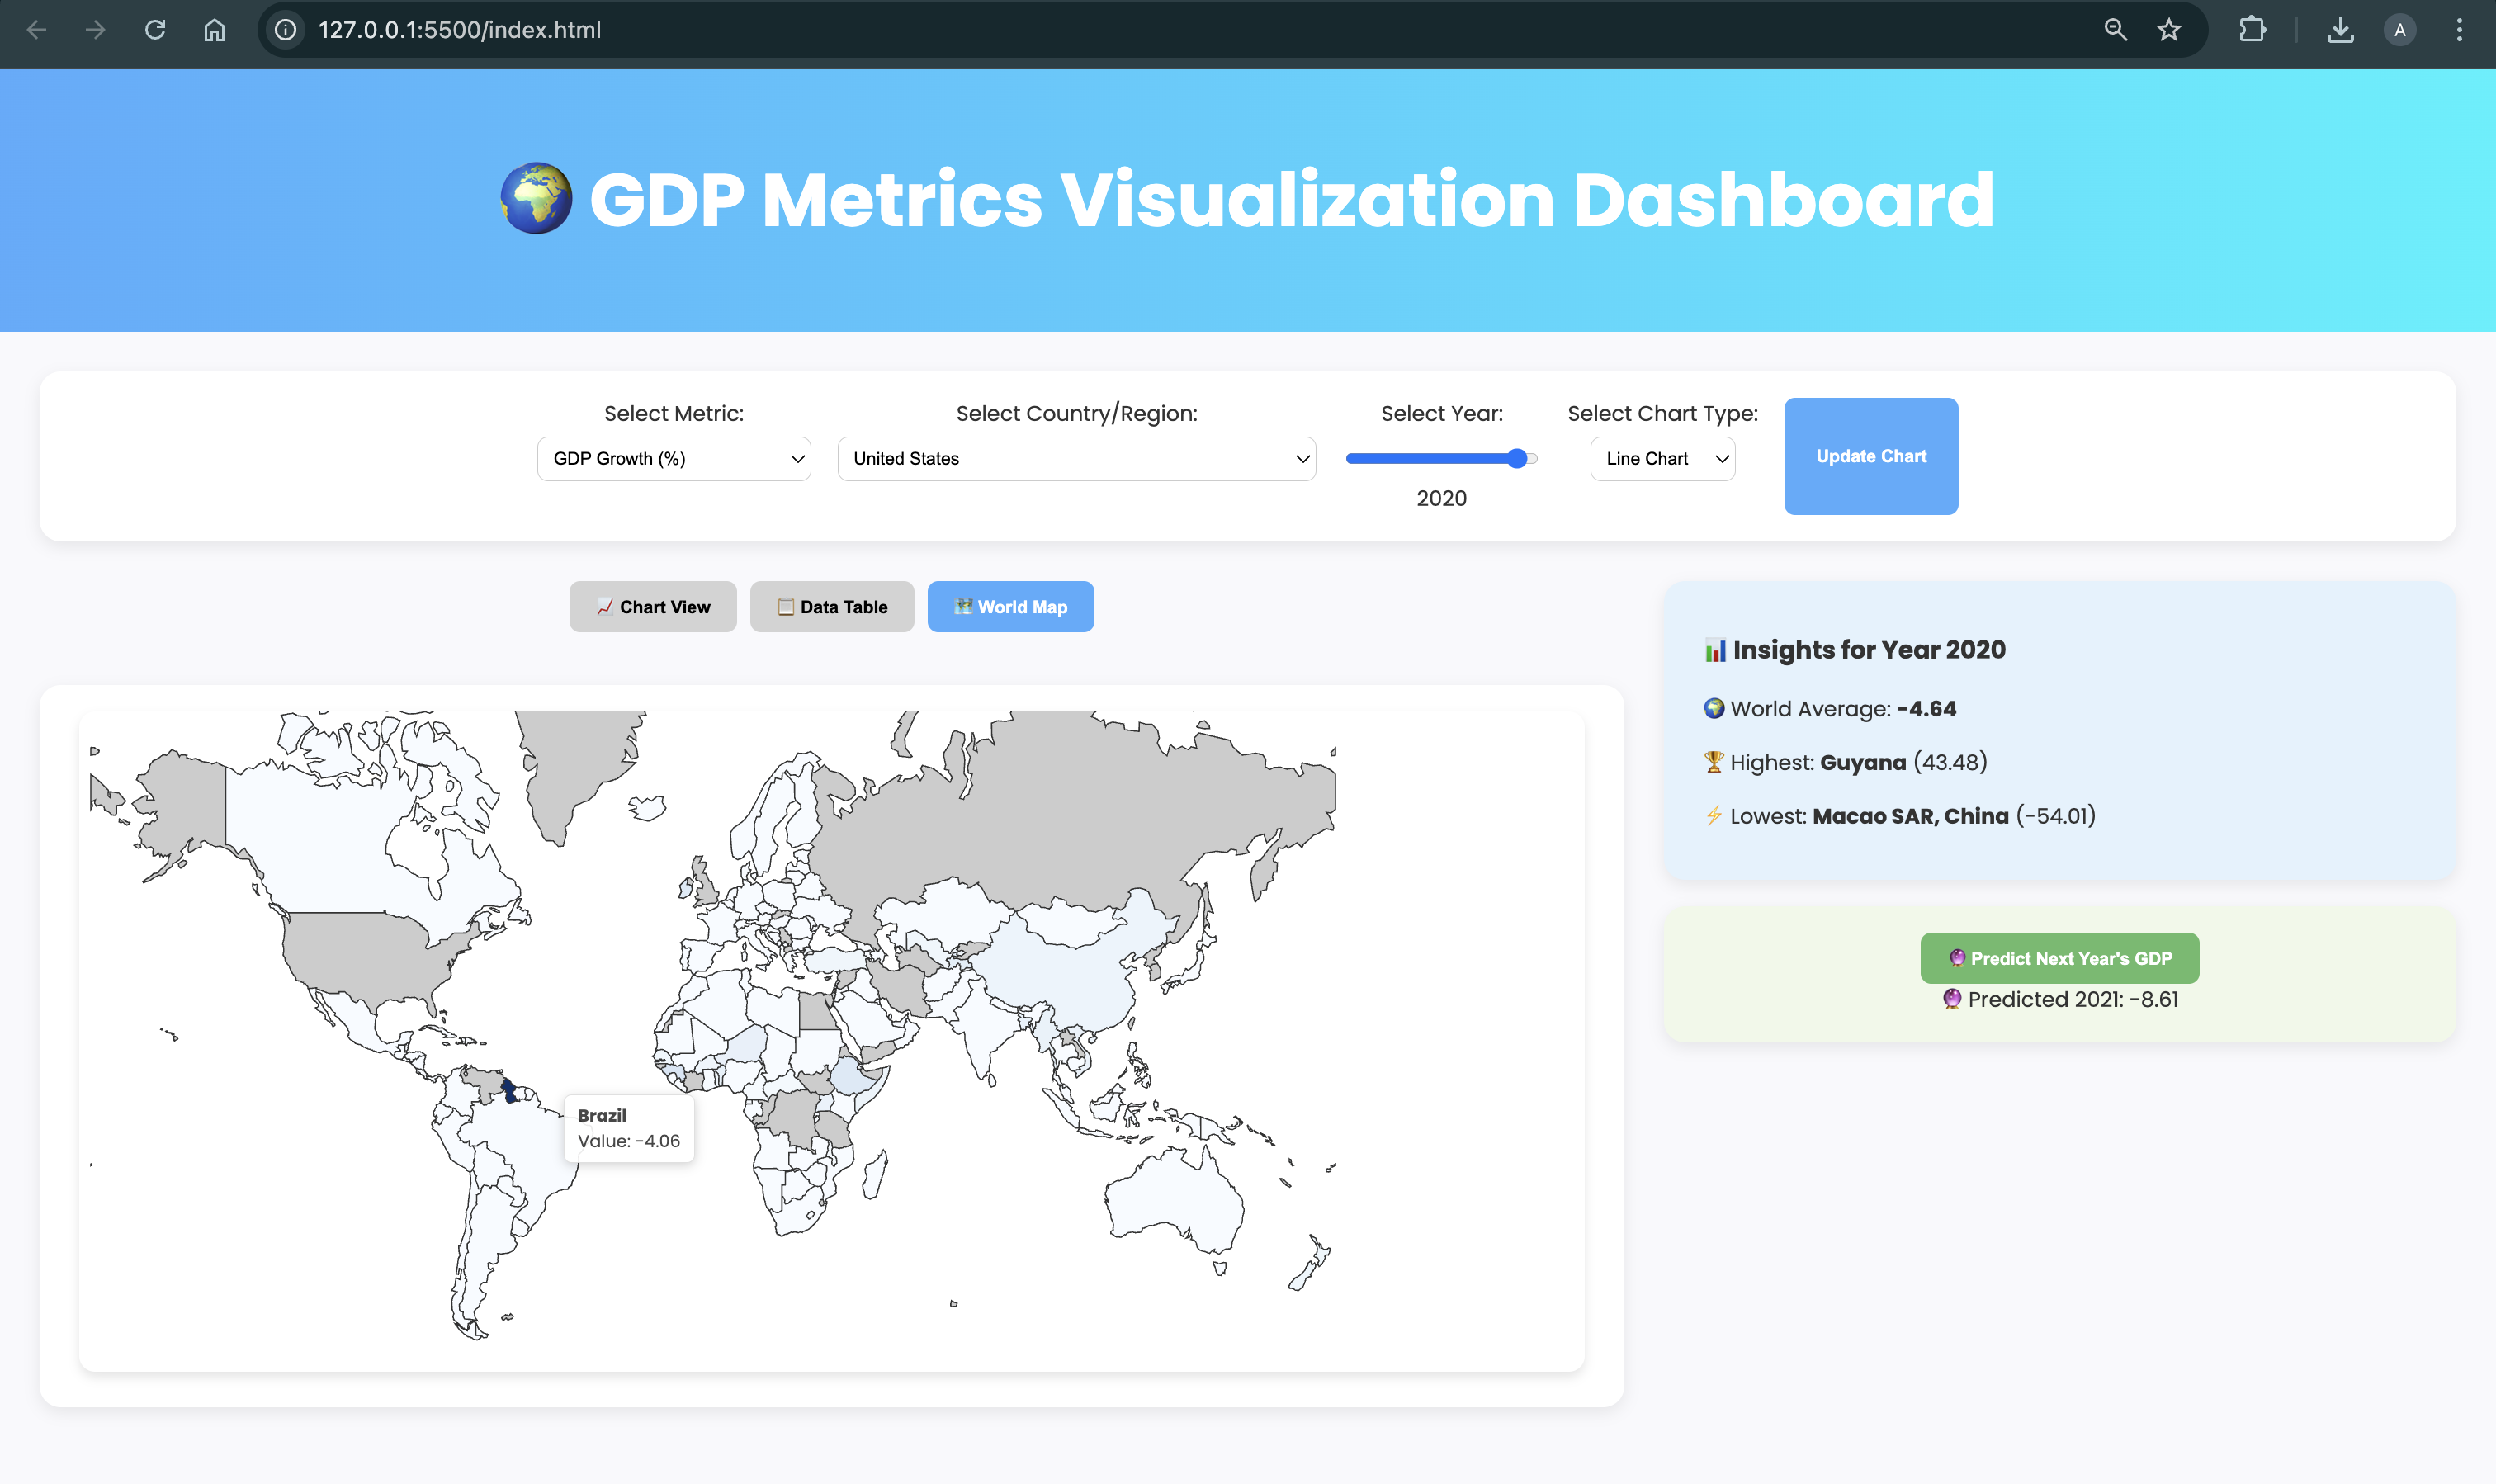 127.0.0.1:5500/index.html
A
GDP Metrics Visualization Dashboard
Select Metric:
GDP Growth (%)
Select Country/Region:
United States
Select Year:
2020
Select Chart Type:
Line Chart
Update Chart
Chart View
Data Table
World Map
Brazil
Value: -4.06
Insights for Year 2020
World Average: -4.64
Highest: Guyana (43.48)
Lowest: Macao SAR, China (-54.01)
Predict Next Year's GDP
Predicted 2021: -8.61